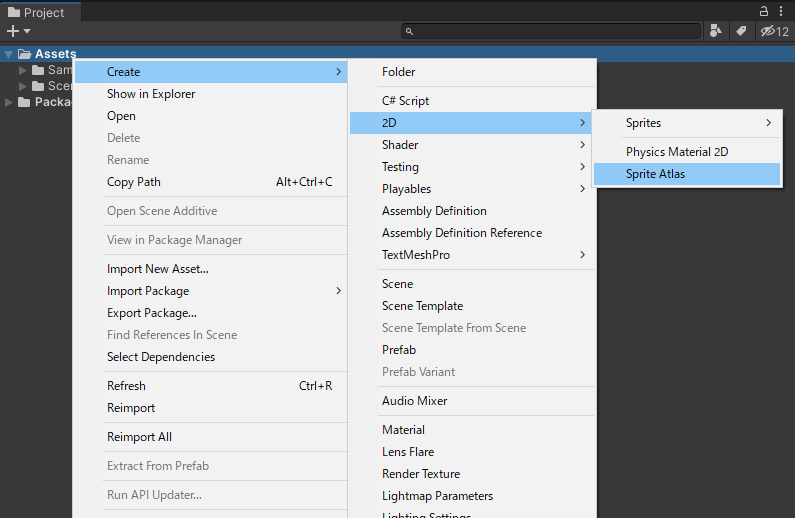 Project
12
Assets
Sam
Scen
Packa
Create
Show in Explorer
Open
Delete
Rename
Copy Path Alt+Ctrl+C
Open Scene Additive
View in Package Manager
Import New Asset...
Import Package
Export Package...
Find References In Scene
Select Dependencies
Refresh Ctrl+R
Reimport
Reimport All
Extract From Prefab
Run API Updater...
Folder
C# Script
2D
Shader
Testing
Playables
Assembly Definition
Assembly Definition Reference
TextMeshPro
Scene
Scene Template
Scene Template From Scene
Prefab
Prefab Variant
Audio Mixer
Material
Lens Flare
Render Texture
Lightmap Parameters
Lighting Settings
Sprites
Physics Material 2D
Sprite Atlas